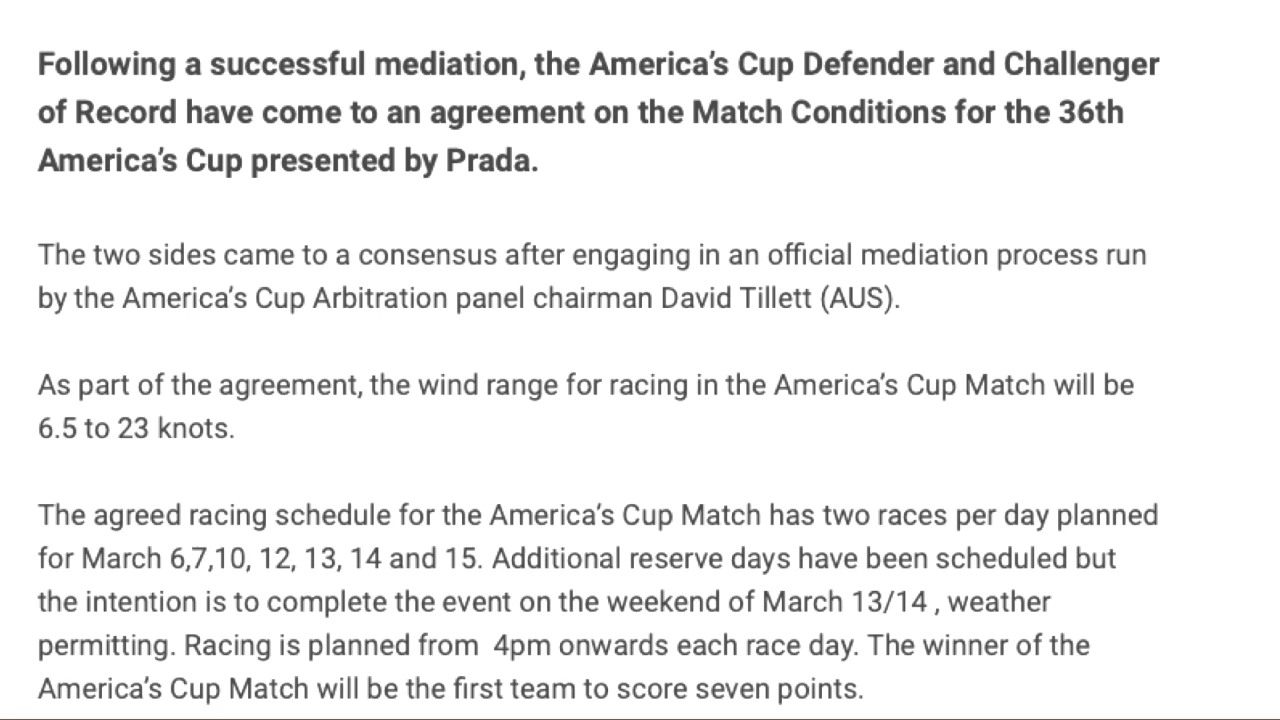 Following a successful mediation, the America’s Cup Defender and Challenger
of Record have come to an agreement on the Match Conditions for the 36th
America’s Cup presented by Prada.
The two sides came to a consensus after engaging in an official mediation process run
by the America’s Cup Arbitration panel chairman David Tillett (AUS).
As part of the agreement, the wind range for racing in the America’s Cup Match will be
6.5 to 23 knots.
The agreed racing schedule for the America’s Cup Match has two races per day planned
for March 6,7,10, 12, 13, 14 and 15. Additional reserve days have been scheduled but
the intention is to complete the event on the weekend of March 13/14 , weather
permitting. Racing is planned from  4pm onwards each race day. The winner of the
America’s Cup Match will be the first team to score seven points.